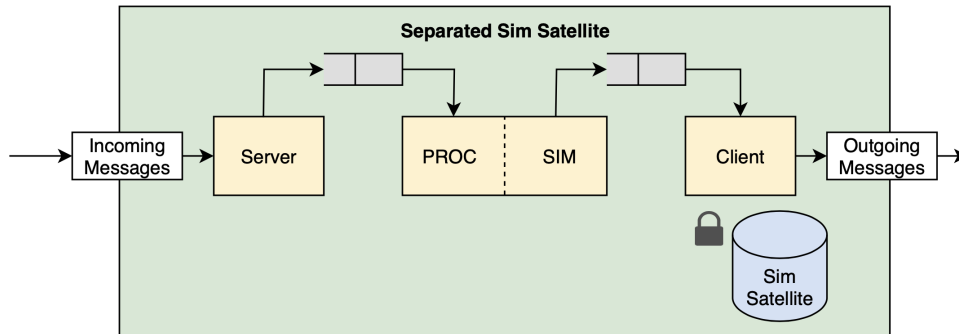 Separated Sim Satellite
Incoming
Messages
Server
PROC
SIM
Client
Outgoing
Messages
Sim
Satellite